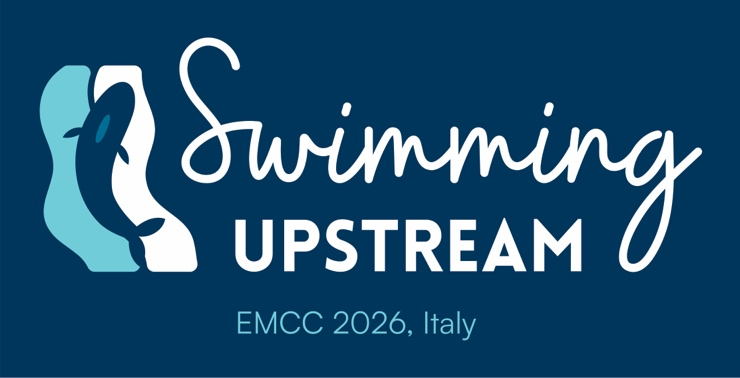 Swimming
UPSTREAM
EMCC 2026, Italy